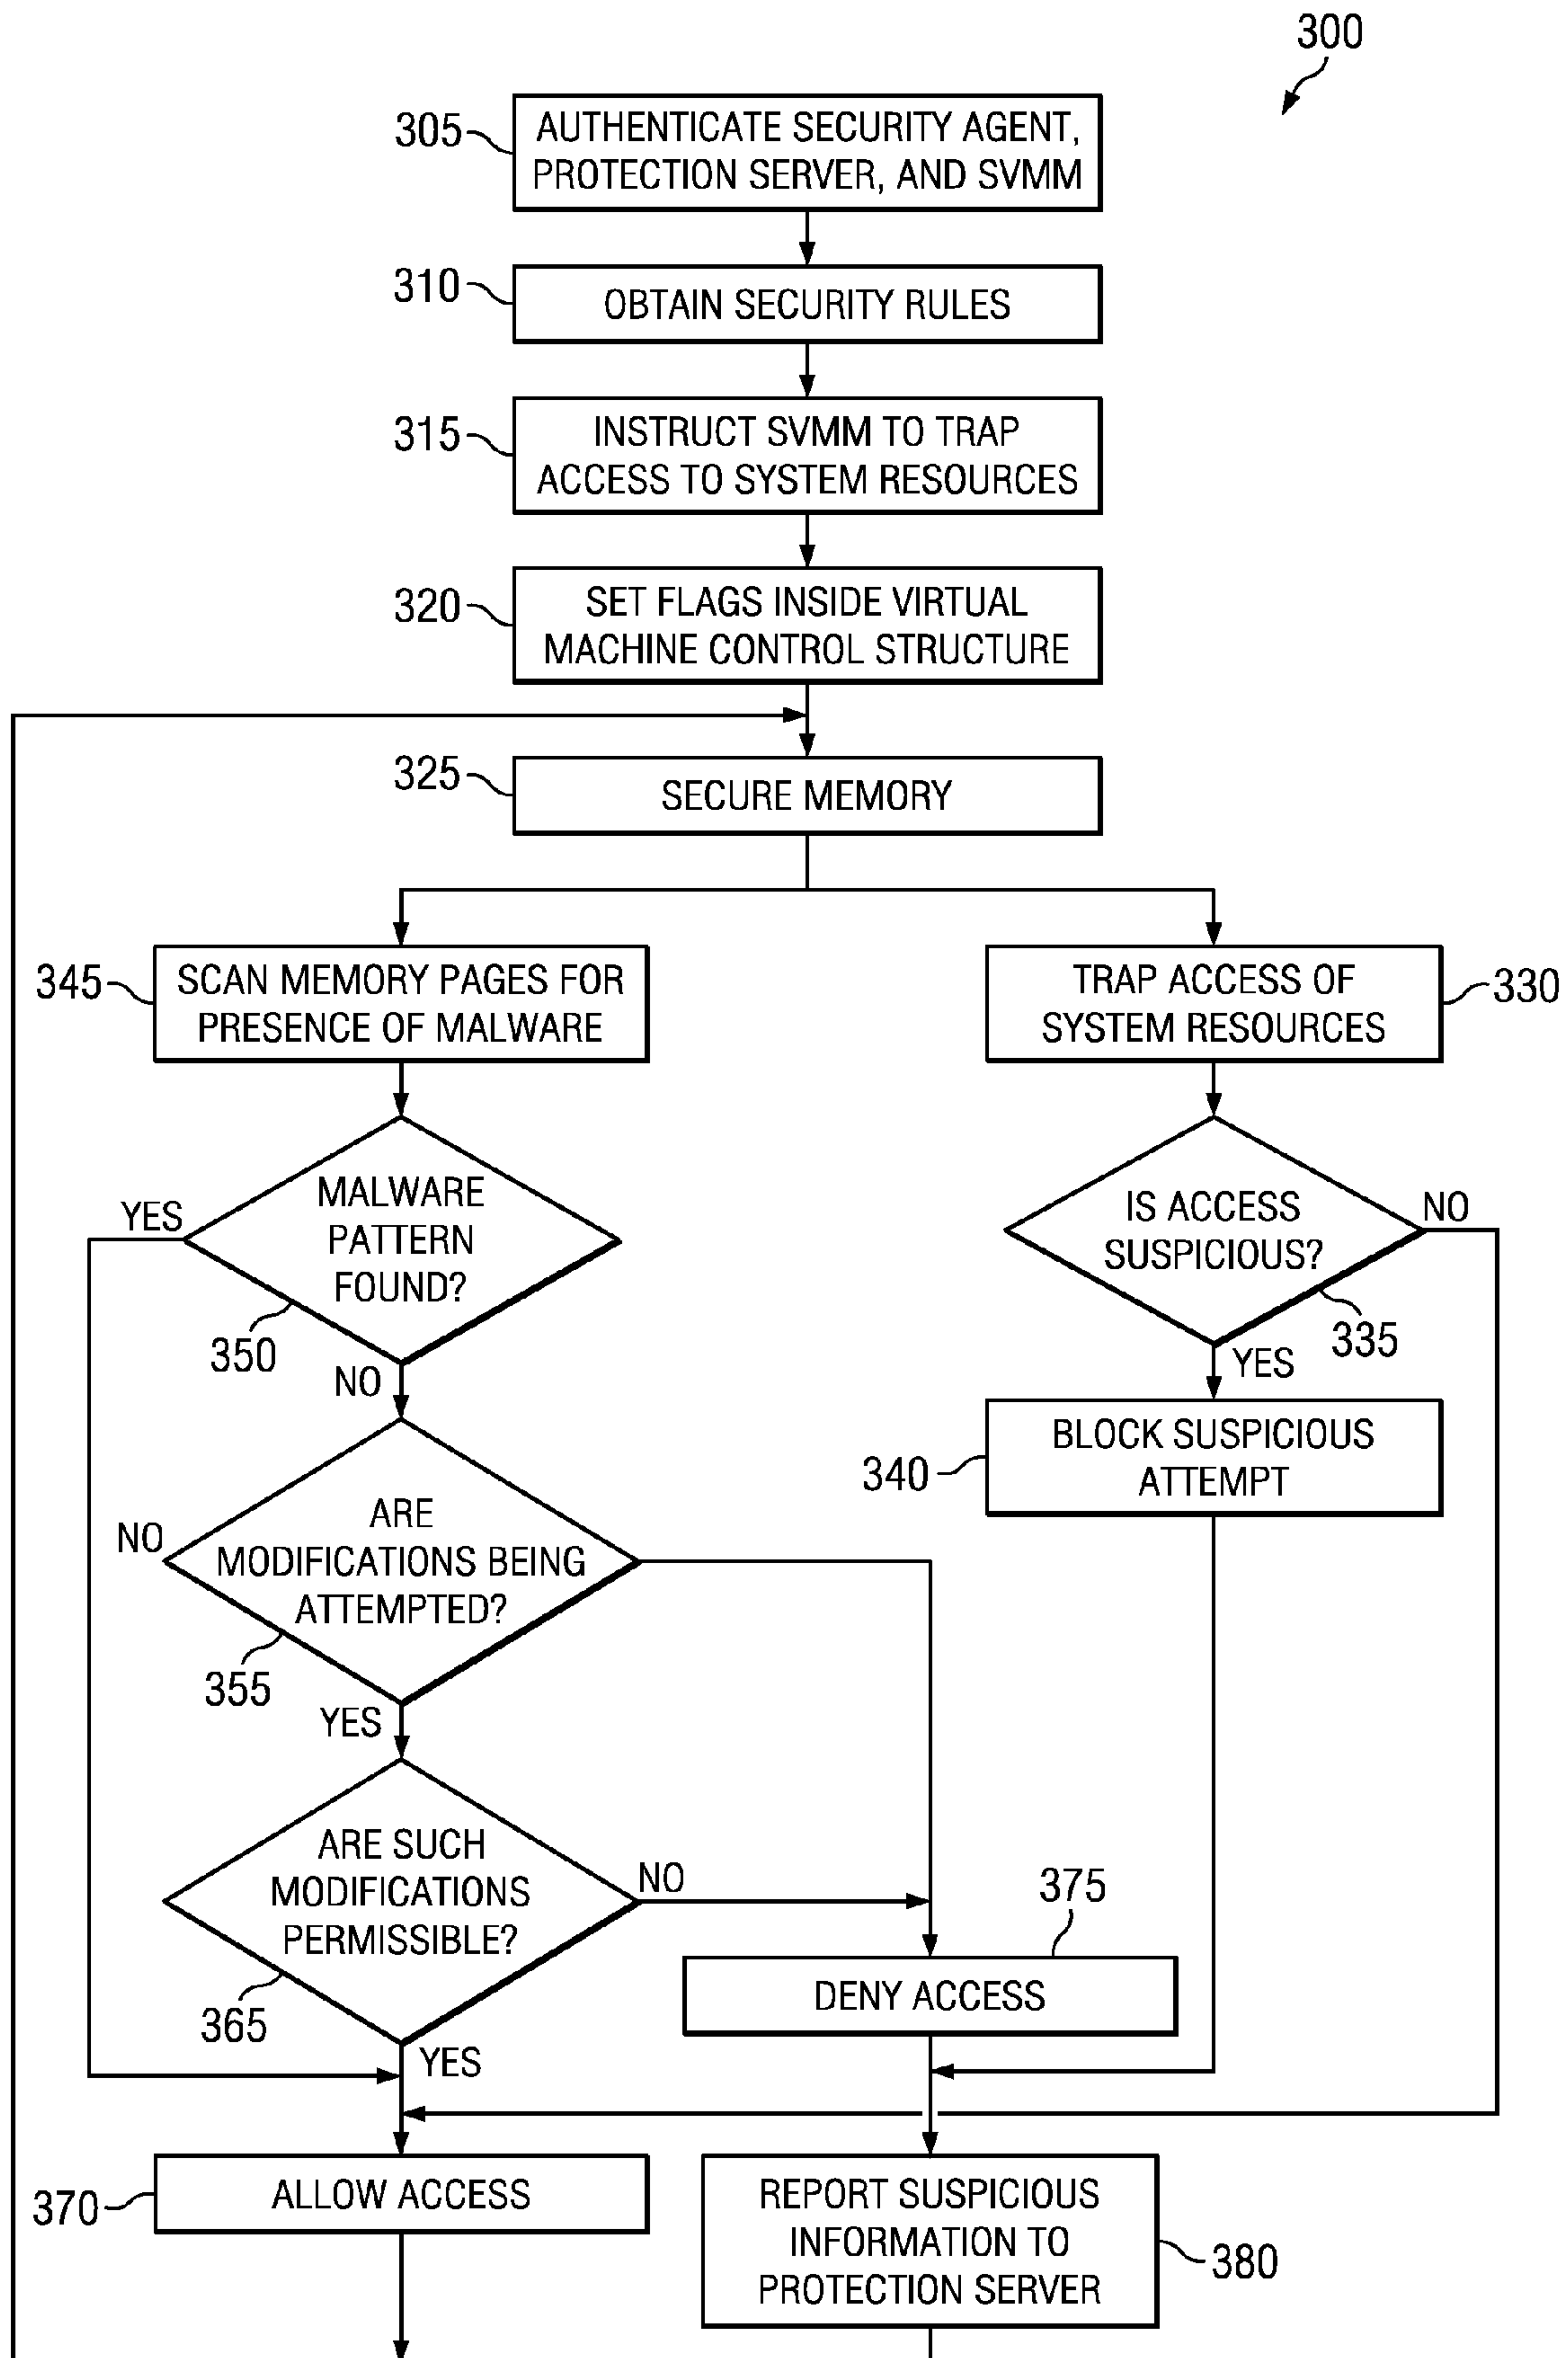 300
305
AUTHENTICATE SECURITY AGENT,
PROTECTION SERVER, AND SVMM
310
OBTAIN SECURITY RULES
315
INSTRUCT SVMM TO TRAP
ACCESS TO SYSTEM RESOURCES
320
SET FLAGS INSIDE VIRTUAL
MACHINE CONTROL STRUCTURE
325
SECURE MEMORY
345
SCAN MEMORY PAGES FOR
PRESENCE OF MALWARE
TRAP ACCESS OF
SYSTEM RESOURCES
330
YES
MALWARE
PATTERN
FOUND?
350
NO
IS ACCESS
SUSPICIOUS?
NO
335
YES
340
BLOCK SUSPICIOUS
ATTEMPT
NO
ARE
MODIFICATIONS BEING
ATTEMPTED?
355
YES
ARE SUCH
MODIFICATIONS
PERMISSIBLE?
NO
365
YES
375
DENY ACCESS
370
ALLOW ACCESS
REPORT SUSPICIOUS
INFORMATION TO
PROTECTION SERVER
380